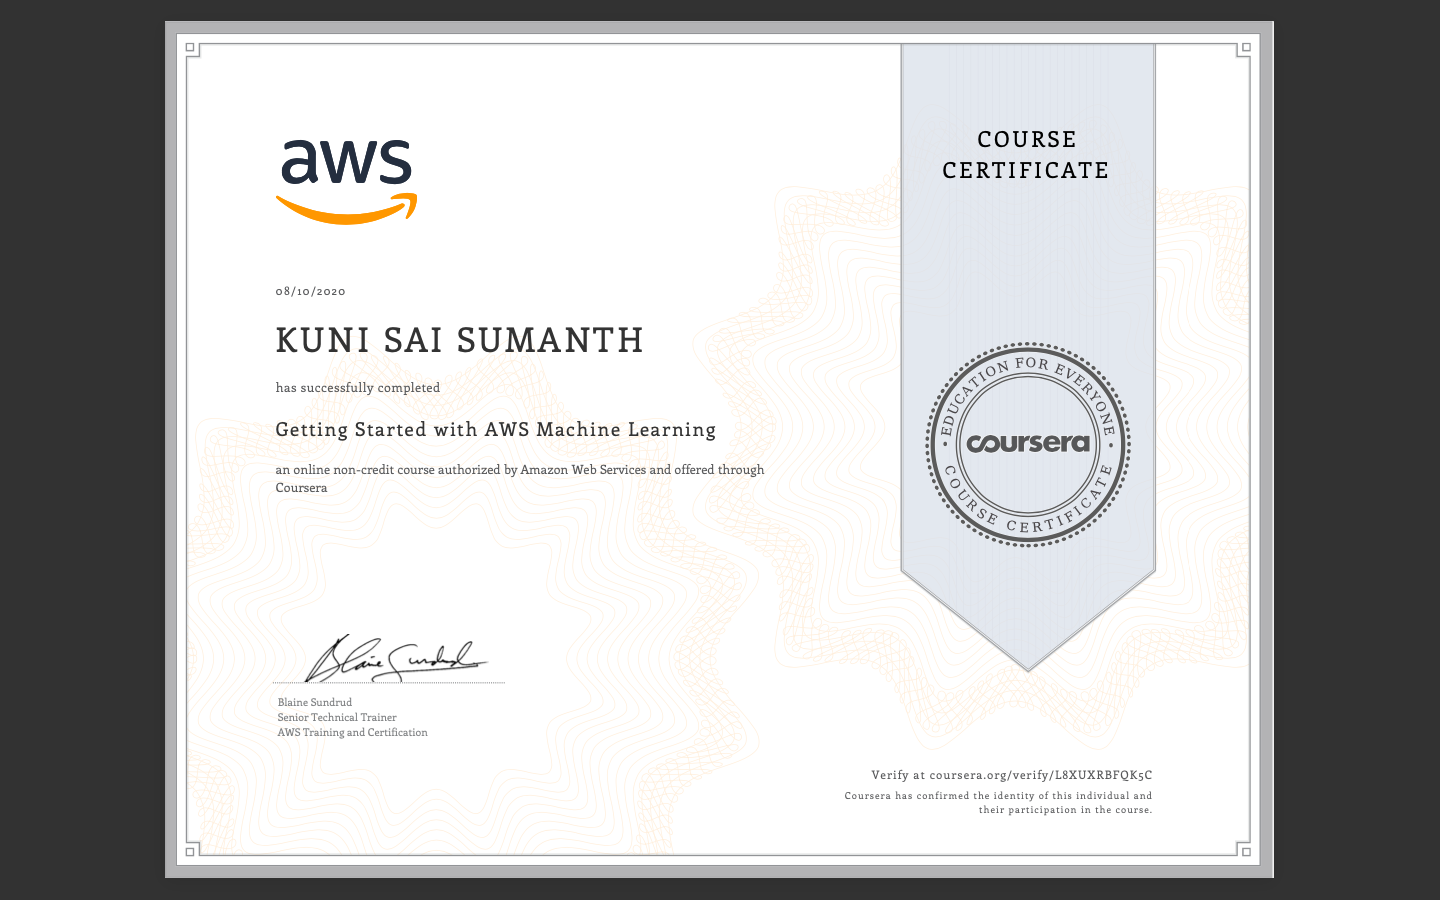 aws
COURSE
CERTIFICATE
08/10/2020
KUNI SAI SUMANTH
has successfully completed
Getting Started with AWS Machine Learning
an online non-credit course authorized by Amazon Web Services and offered through
Coursera
EDUCATION FOR EVERYONE
coursera
COURSE CERTIFICATE
Blaine Sundrud
Blaine Sundrud
Senior Technical Trainer
AWS Training and Certification
Verify at coursera.org/verify/L8XUXRBFQK5C
Coursera has confirmed the identity of this individual and
their participation in the course.